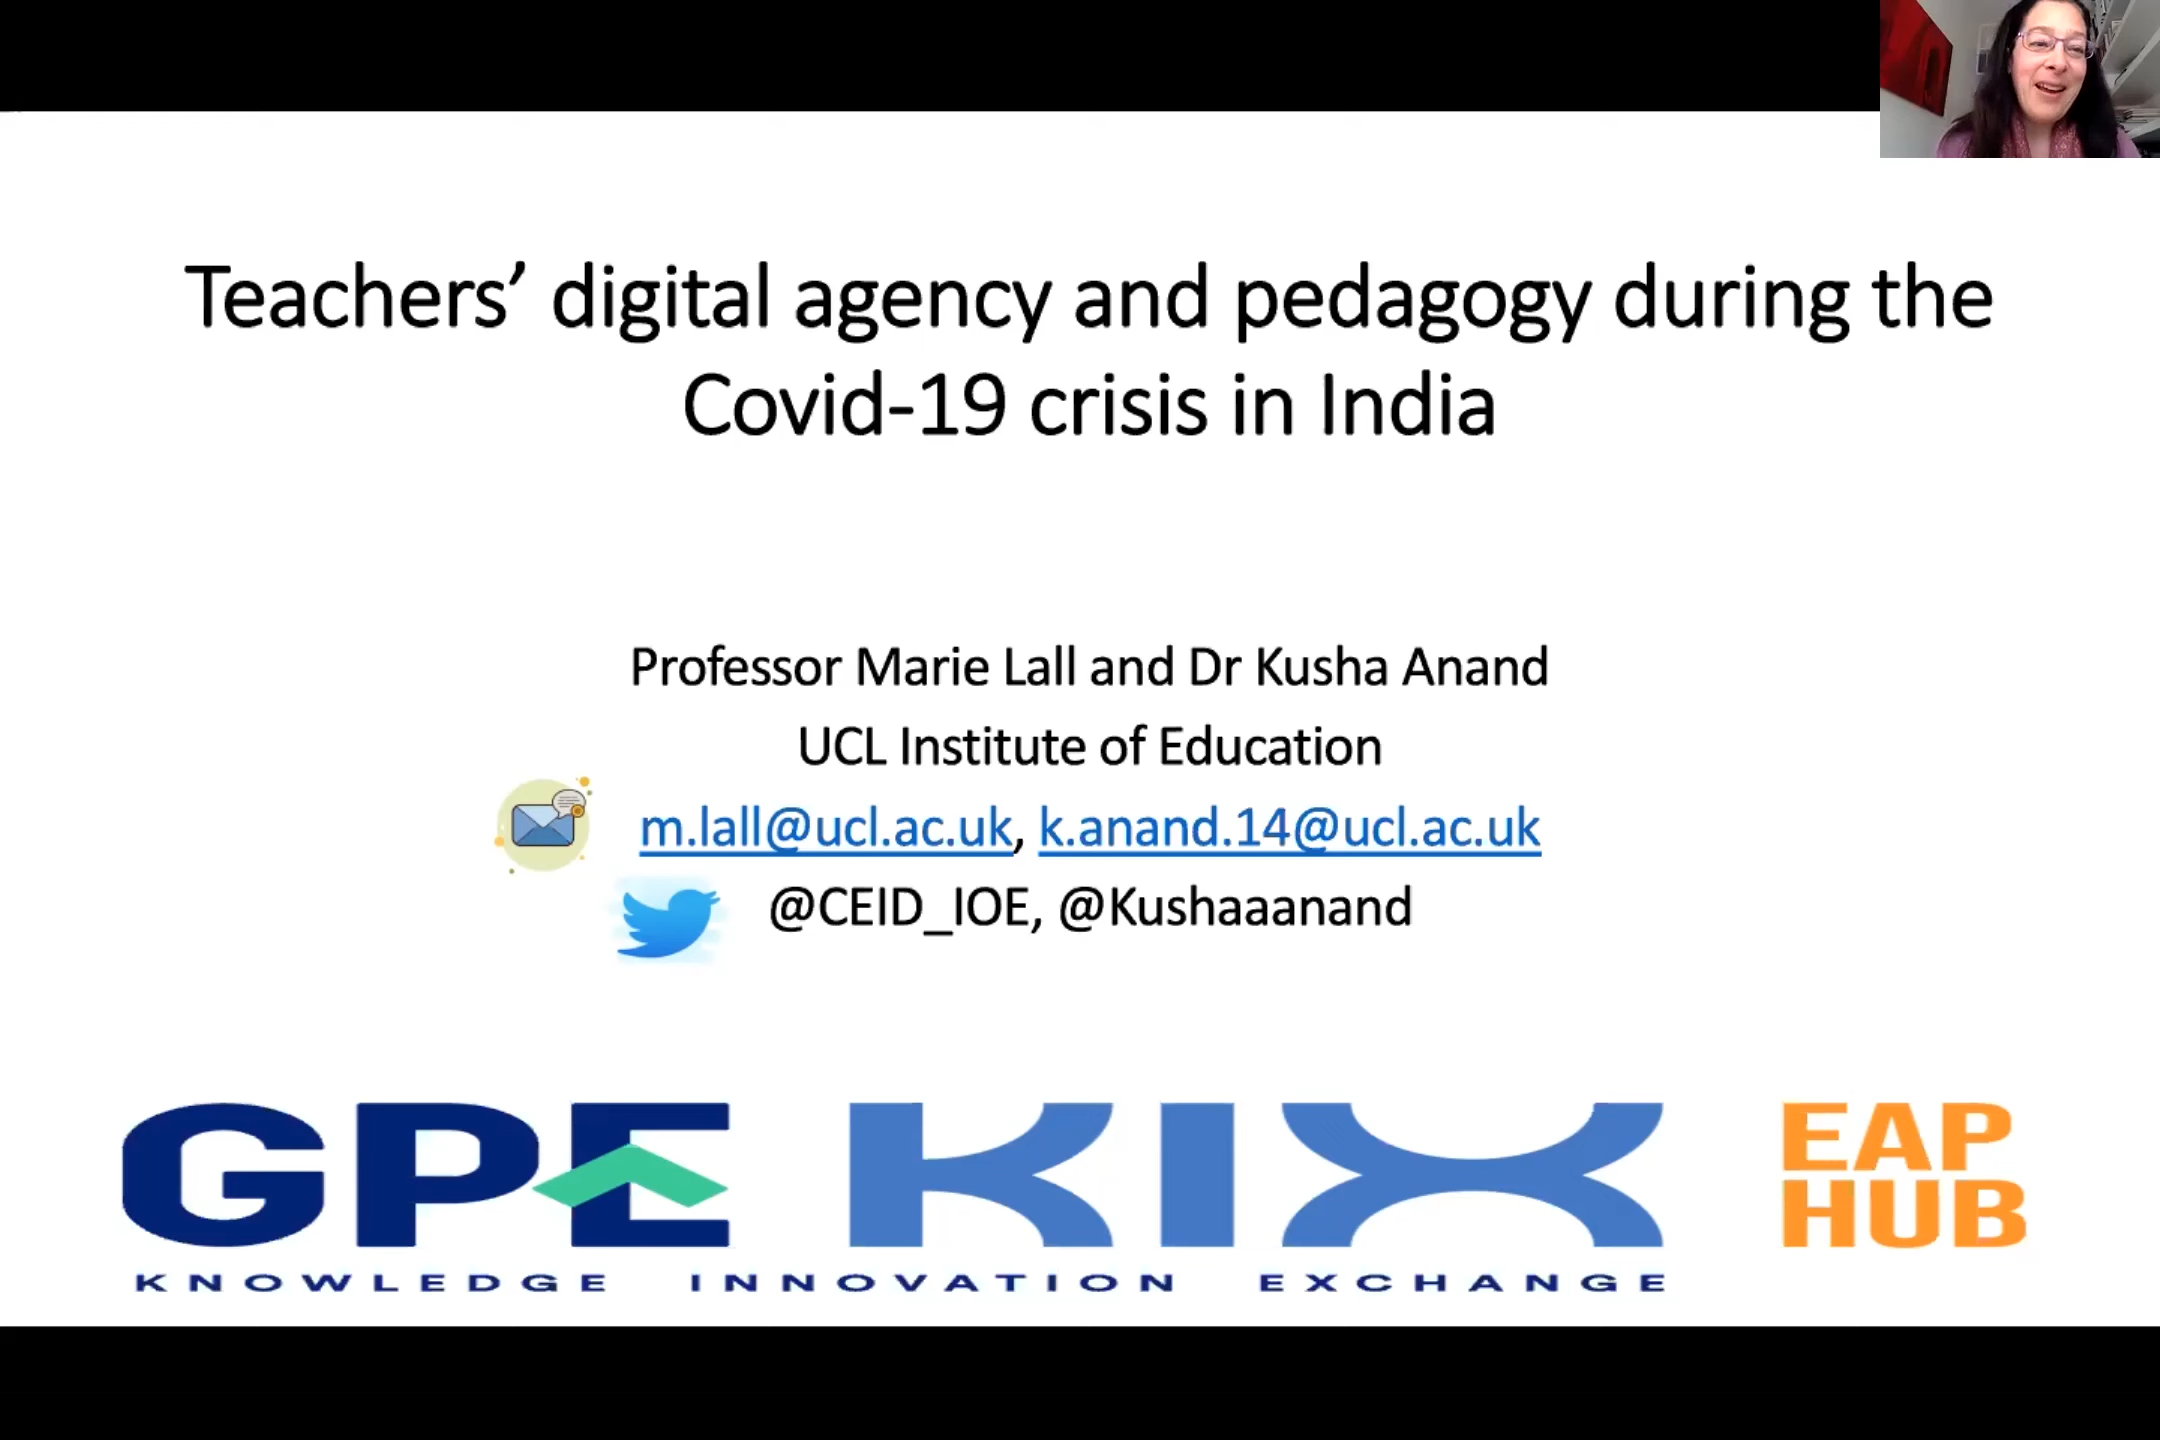 Teachers’ digital agency and pedagogy during the
Covid-19 crisis in India
Professor Marie Lall and Dr Kusha Anand
UCL Institute of Education
m.lall@ucl.ac.uk, k.anand.14@ucl.ac.uk
@CEID_IOE, @Kushaaanand
GPE KIX
KNOWLEDGE INNOVATION EXCHANGE
EAP
HUB